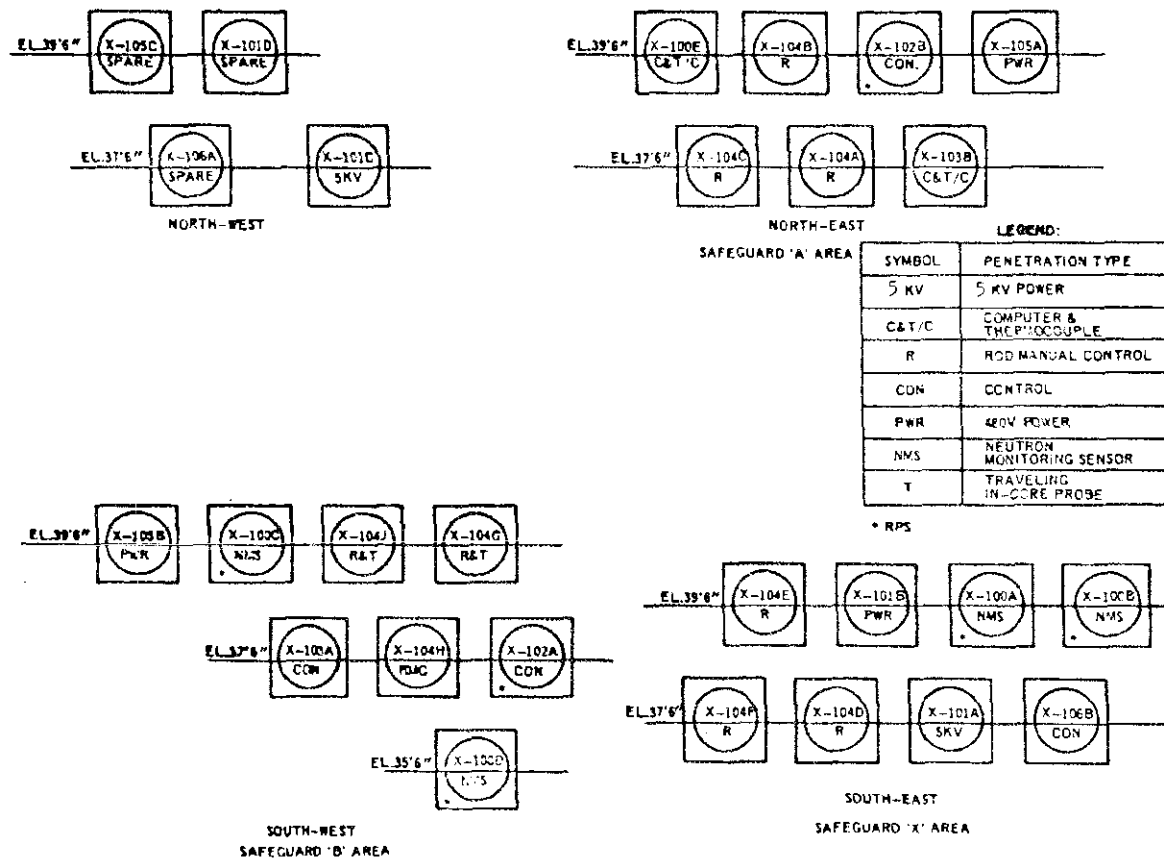 EL.39'6"
X-105C
SPARE
X-101D
SPARE
EL.37'6"
X-106A
SPARE
X-101C
5KV
NORTH-WEST
EL.39'6"
X-100E
C&T/C
X-104B
R
X-102B
CON.
X-105A
PWR
EL.37'6"
X-104C
R
X-104A
R
X-103B
C&T/C
NORTH-EAST
SAFEGUARD 'A' AREA
LEGEND:
SYMBOL PENETRATION TYPE
5 KV 5 KV POWER
C&T/C COMPUTER &
THERMOCOUPLE
R ROD MANUAL CONTROL
CON CONTROL
PWR 480V POWER
NMS NEUTRON
MONITORING SENSOR
T TRAVELING
IN-CORE PROBE
* RPS
EL.39'6"
X-105B
PWR
X-100C
NMS
X-104J
R&T
X-104G
R&T
EL.37'6"
X-103A
CON
X-104H
X-102A
CON
EL.35'6"
X-100D
NMS
SOUTH-WEST
SAFEGUARD 'B' AREA
EL.39'6"
X-104E
R
X-101B
PWR
X-100A
NMS
X-100B
NMS
EL.37'6"
X-104F
R
X-104D
R
X-101A
5KV
X-106B
CON
SOUTH-EAST
SAFEGUARD 'X' AREA